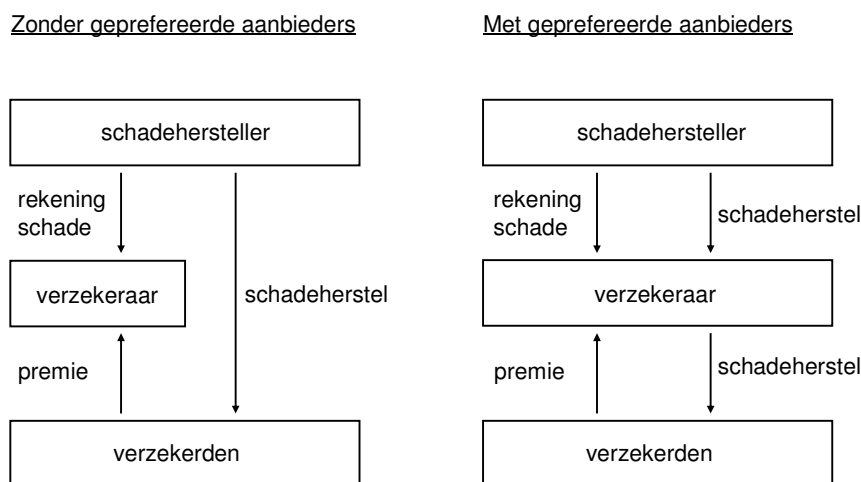 Zonder geprefereerde aanbieders
schadehersteller
rekening
schade
verzekeraar
schadeherstel
premie
verzekerden
Met geprefereerde aanbieders
schadehersteller
rekening
schade
schadeherstel
verzekeraar
premie
schadeherstel
verzekerden